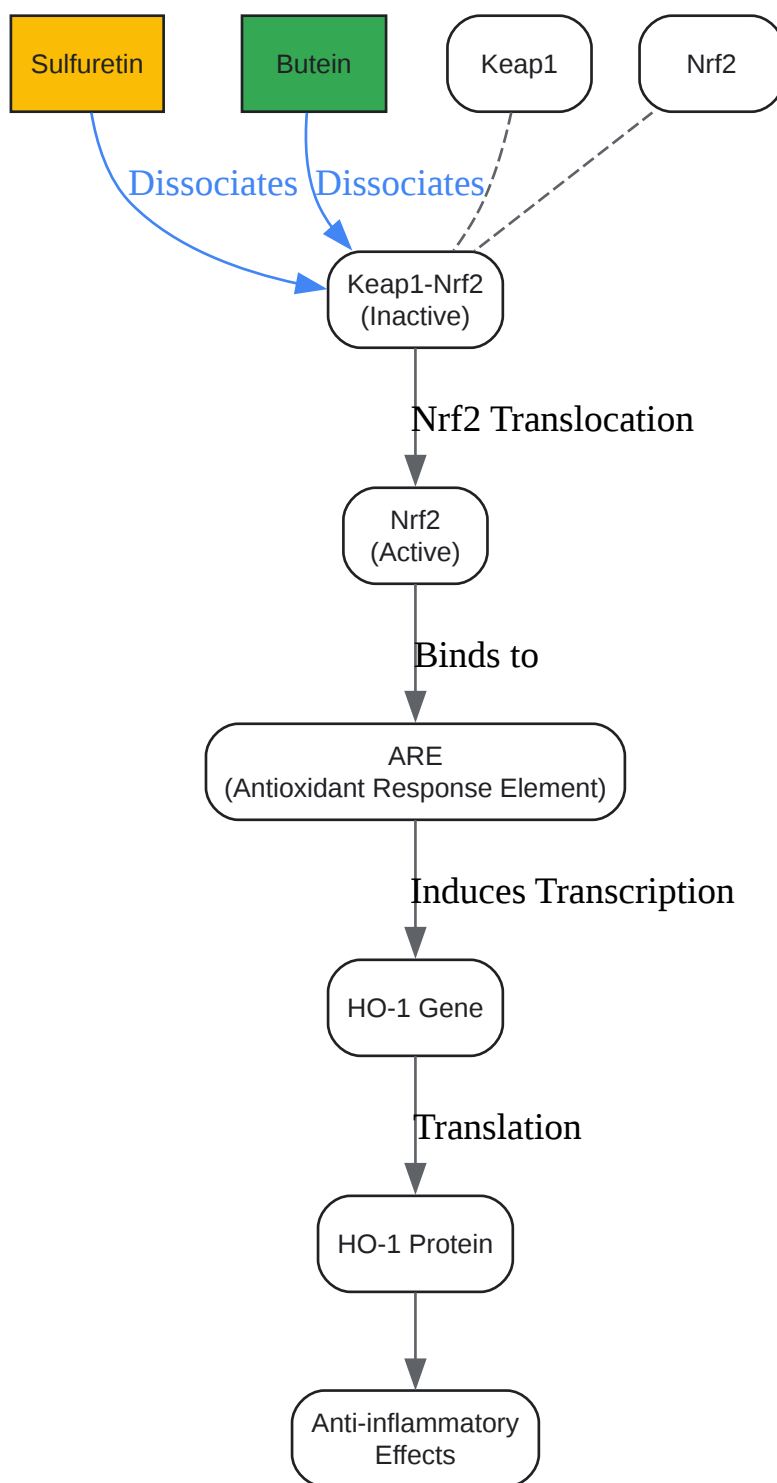 Sulfuretin
Butein
Keap1
Nrf2
Dissociates
Dissociates
Keap1-Nrf2
(Inactive)
Nrf2 Translocation
Nrf2
(Active)
Binds to
ARE
(Antioxidant Response Element)
Induces Transcription
HO-1 Gene
Translation
HO-1 Protein
Anti-inflammatory
Effects